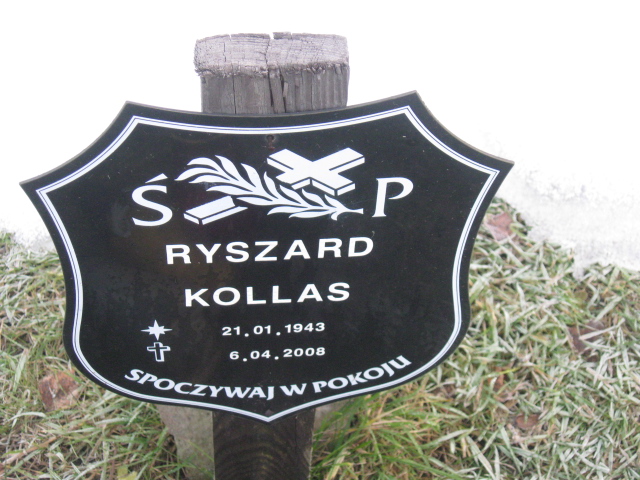 Ś P
RYSZARD
KOLLAS
21.01.1943
6.04.2008
SPOCZYWAJ W POKOJU